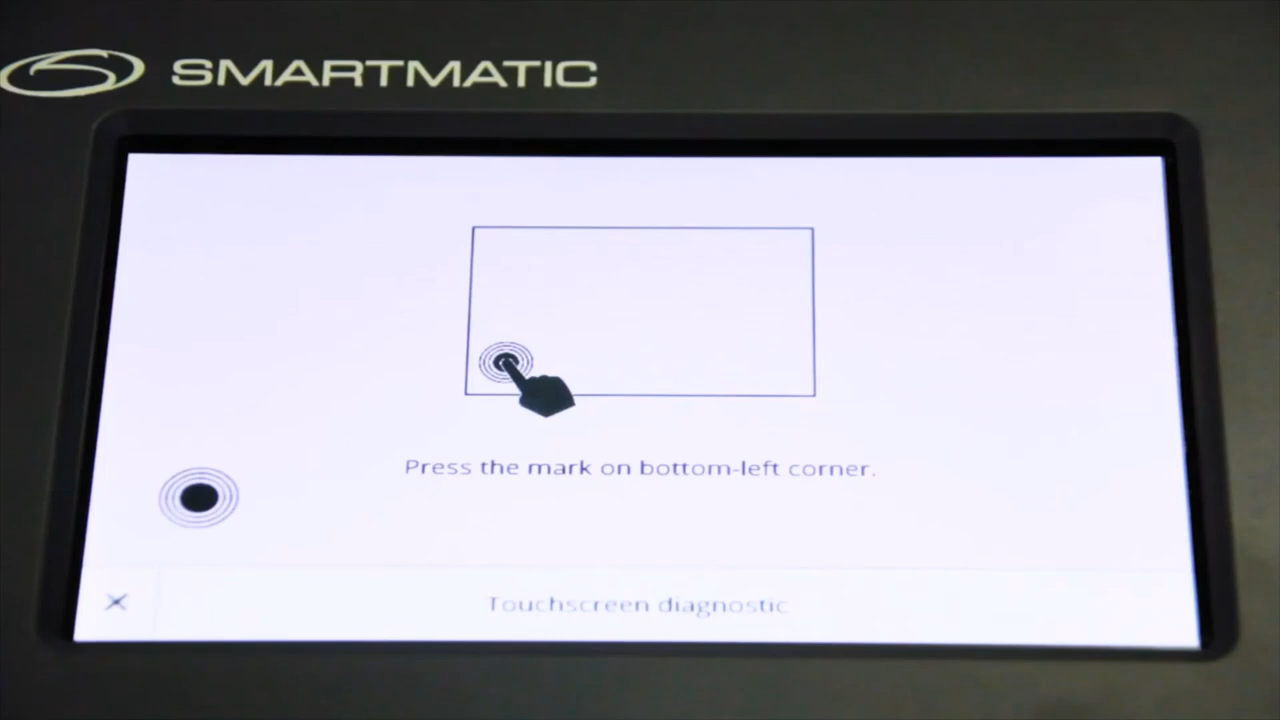 SMARTMATIC
Press the mark on bottom-left corner.
Touchscreen diagnostic